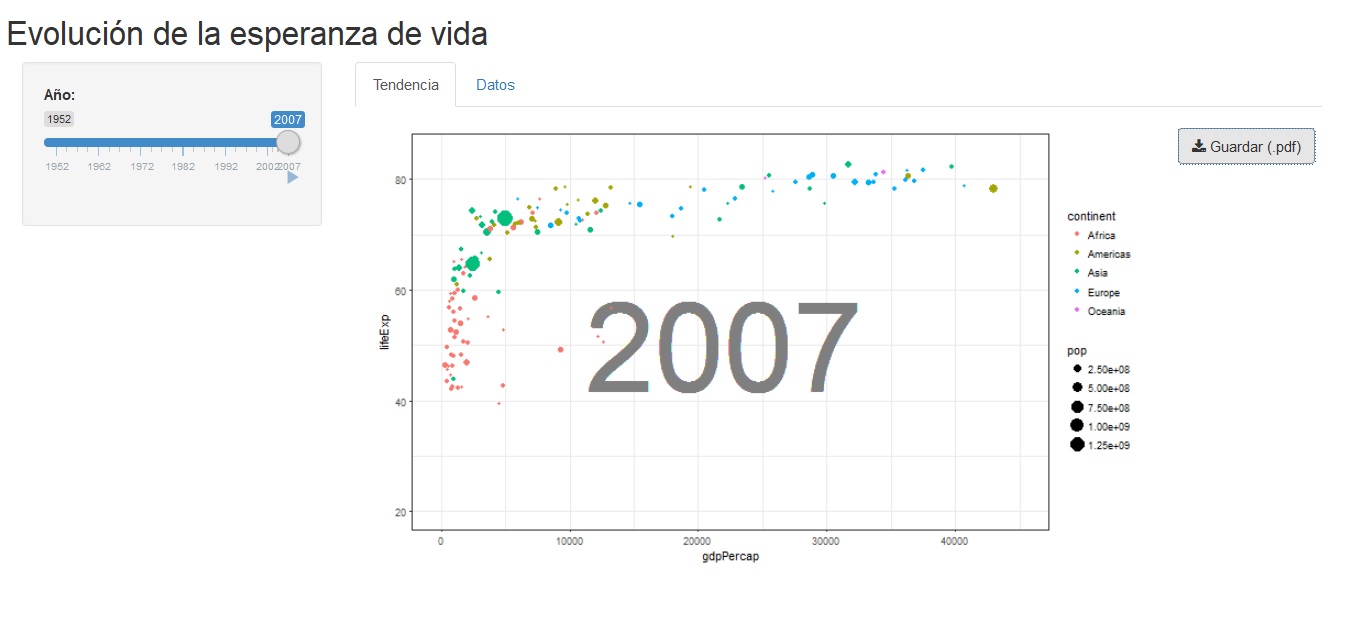 Evolución de la esperanza de vida
Año:
1952 2007
1952 1962 1972 1982 1992 2002 2007
Tendencia Datos
Guardar (.pdf)
80
60
40
20
lifeExp
2007
0 10000 20000 30000 40000
gdpPercap
continent
Africa
Americas
Asia
Europe
Oceania
pop
2.50e+08
5.00e+08
7.50e+08
1.00e+09
1.25e+09